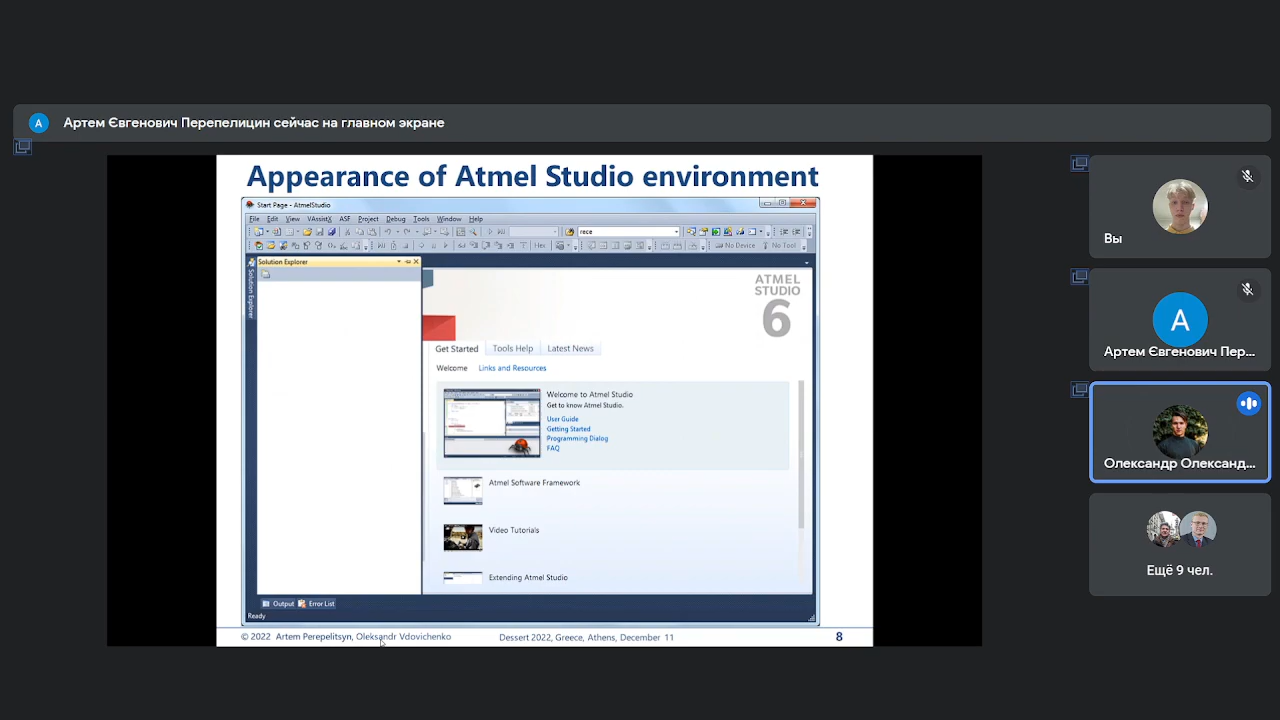 A
Артем Євгенович Перепелицин сейчас на главном экране
Appearance of Atmel Studio environment
Start Page - AtmelStudio
File Edit View VAssistX ASF Project Debug Tools Window Help
rece
Hex
No Device
No Tool
Solution Explorer
Solution Explorer
ATMEL
STUDIO
6
Get Started
Tools Help
Latest News
Welcome
Links and Resources
Welcome to Atmel Studio
Get to know Atmel Studio.
User Guide
Getting Started
Programming Dialog
FAQ
Atmel Software Framework
Video Tutorials
Extending Atmel Studio
Output
Error List
Ready
© 2022 Artem Perepelitsyn, Oleksandr Vdovichenko
Dessert 2022, Greece, Athens, December 11
8
Вы
A
Артем Євгенович Пер...
Олександр Олександ...
Ещё 9 чел.